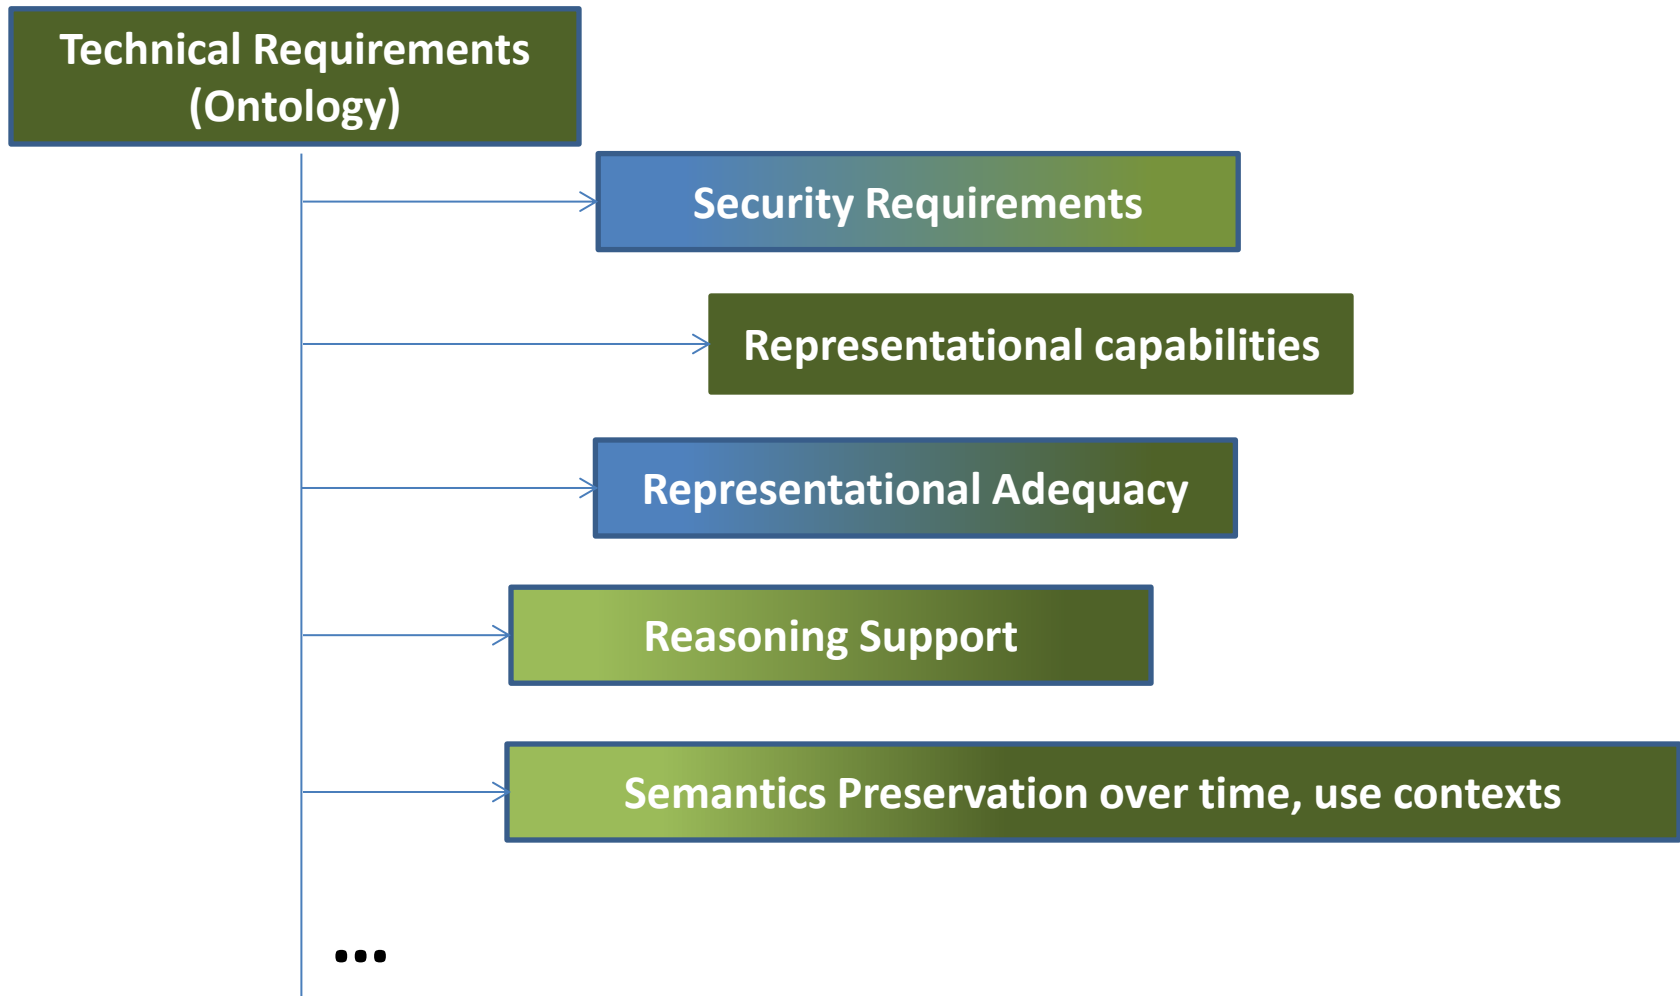 Technical Requirements
(Ontology)
Security Requirements
Representational capabilities
Representational Adequacy
Reasoning Support
Semantics Preservation over time, use contexts
...